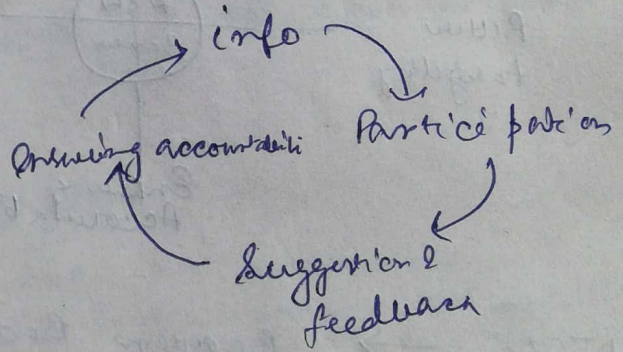 info
Participation
Ensuring accountabili
Suggestion &
feedback